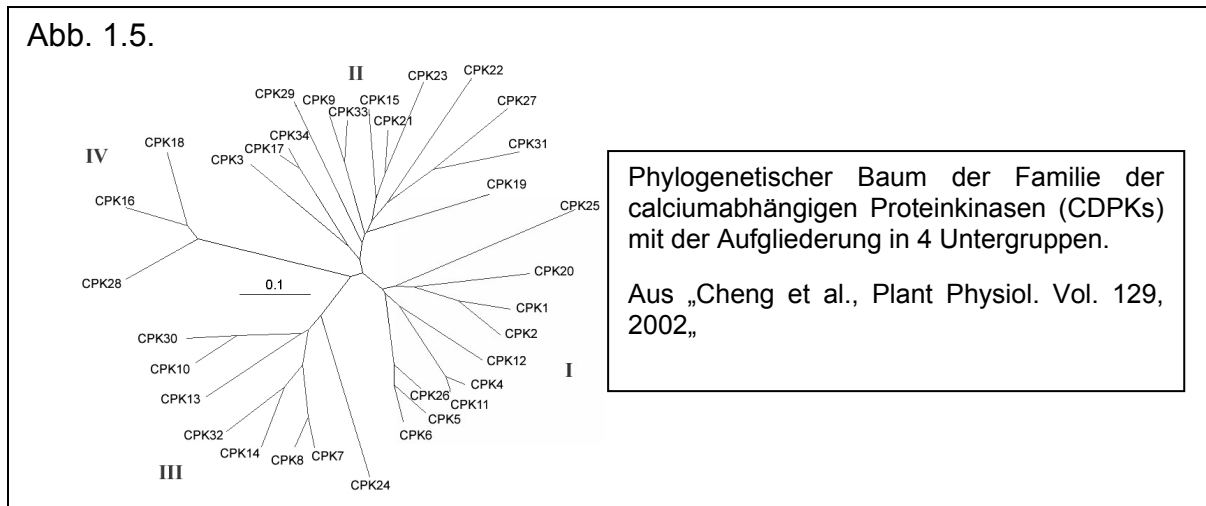 Abb. 1.5.
II
CPK23
CPK22
CPK29
CPK9
CPK15
CPK27
CPK33
CPK21
CPK18
CPK34
IV
CPK17
CPK31
CPK3
CPK19
CPK16
CPK25
CPK28
0.1
CPK20
CPK1
CPK2
CPK30
CPK12
CPK10
I
CPK4
CPK26
CPK11
CPK13
CPK5
CPK6
CPK32
CPK14
CPK8
CPK7
III
CPK24
Phylogenetischer Baum der Familie der
calciumabhängigen Proteinkinasen (CDPKs)
mit der Aufgliederung in 4 Untergruppen.
Aus „Cheng et al., Plant Physiol. Vol. 129,
2002„